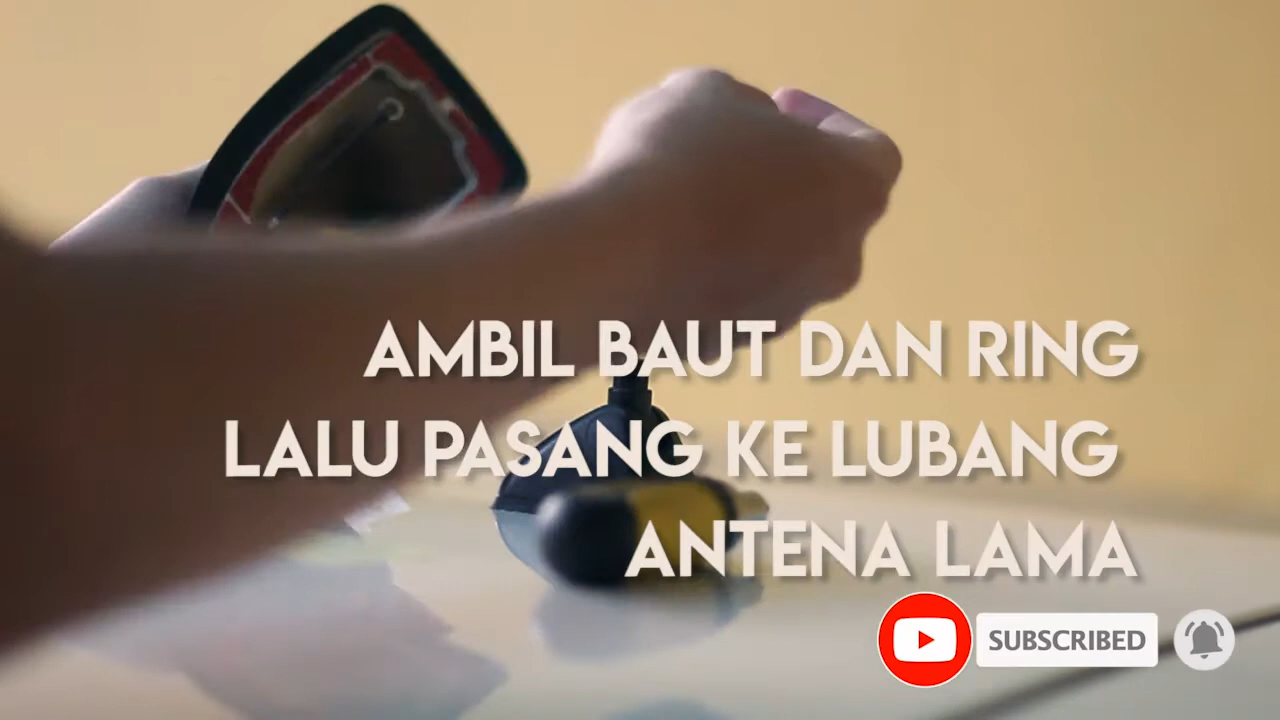 AMBIL BAUT DAN RING
LALU PASANG KE LUBANG
ANTENA LAMA
SUBSCRIBED